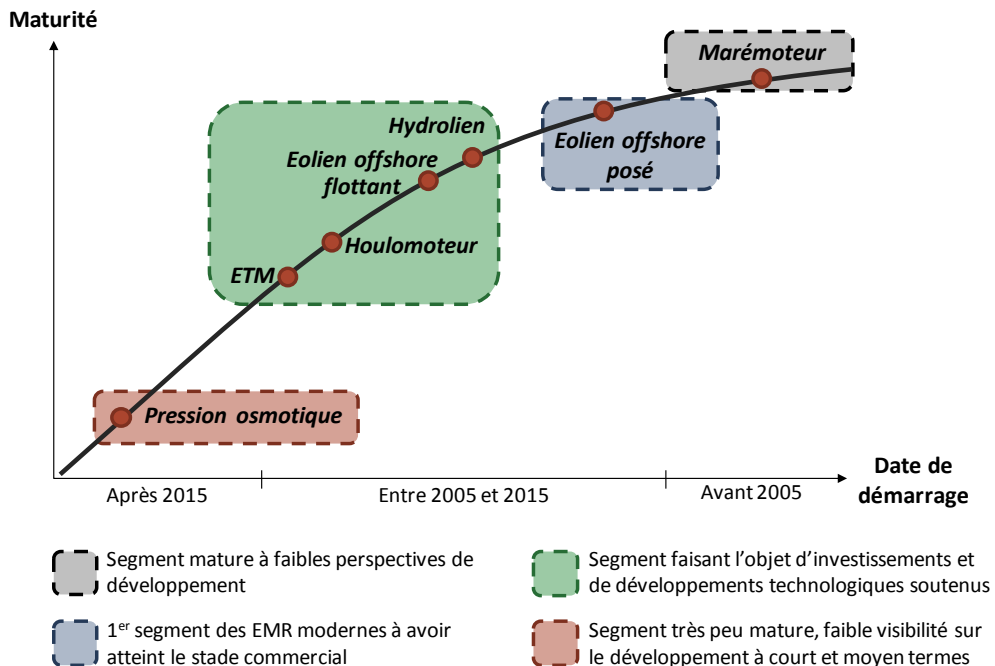 Maturité
Marémoteur
Hydrolien
Eolien offshore
flottant
Eolien offshore
posé
Houlomoteur
ETM
Pression osmotique
Après 2015
Entre 2005 et 2015
Avant 2005
Date de
démarrage
Segment mature à faibles perspectives de
développement
Segment faisant l’objet d’investissements et
de développements technologiques soutenus
1er segment des EMR modernes à avoir
atteint le stade commercial
Segment très peu mature, faible visibilité sur
le développement à court et moyen termes